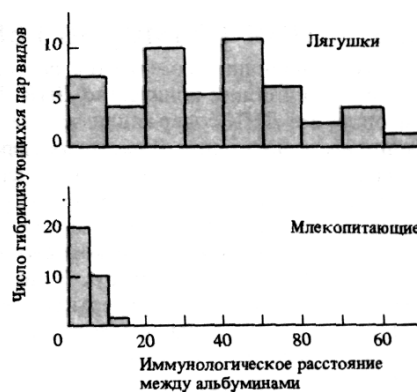 10
Лягушки
5
0
Число гибридизующихся пар видов
20
Млекопитающие
10
0 20 40 80 60
Иммунологическое расстояние
между альбуминами